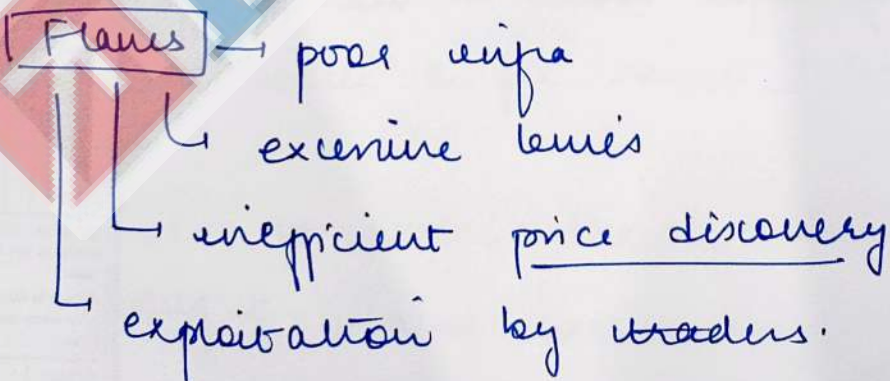 Flaws → poor infra
→ excessive levies
→ inefficient price discovery
→ exploitation by traders.